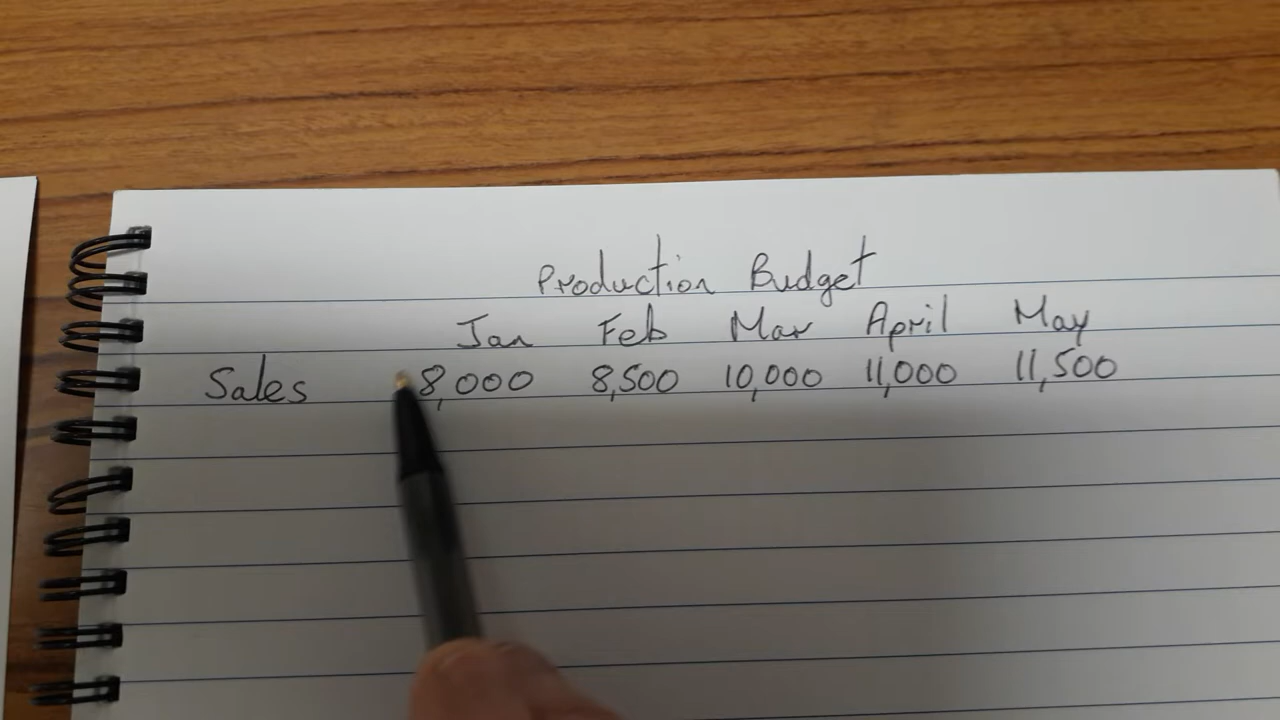 Production Budget
Jan Feb Mar April May
Sales 8,000 8,500 10,000 11,000 11,500